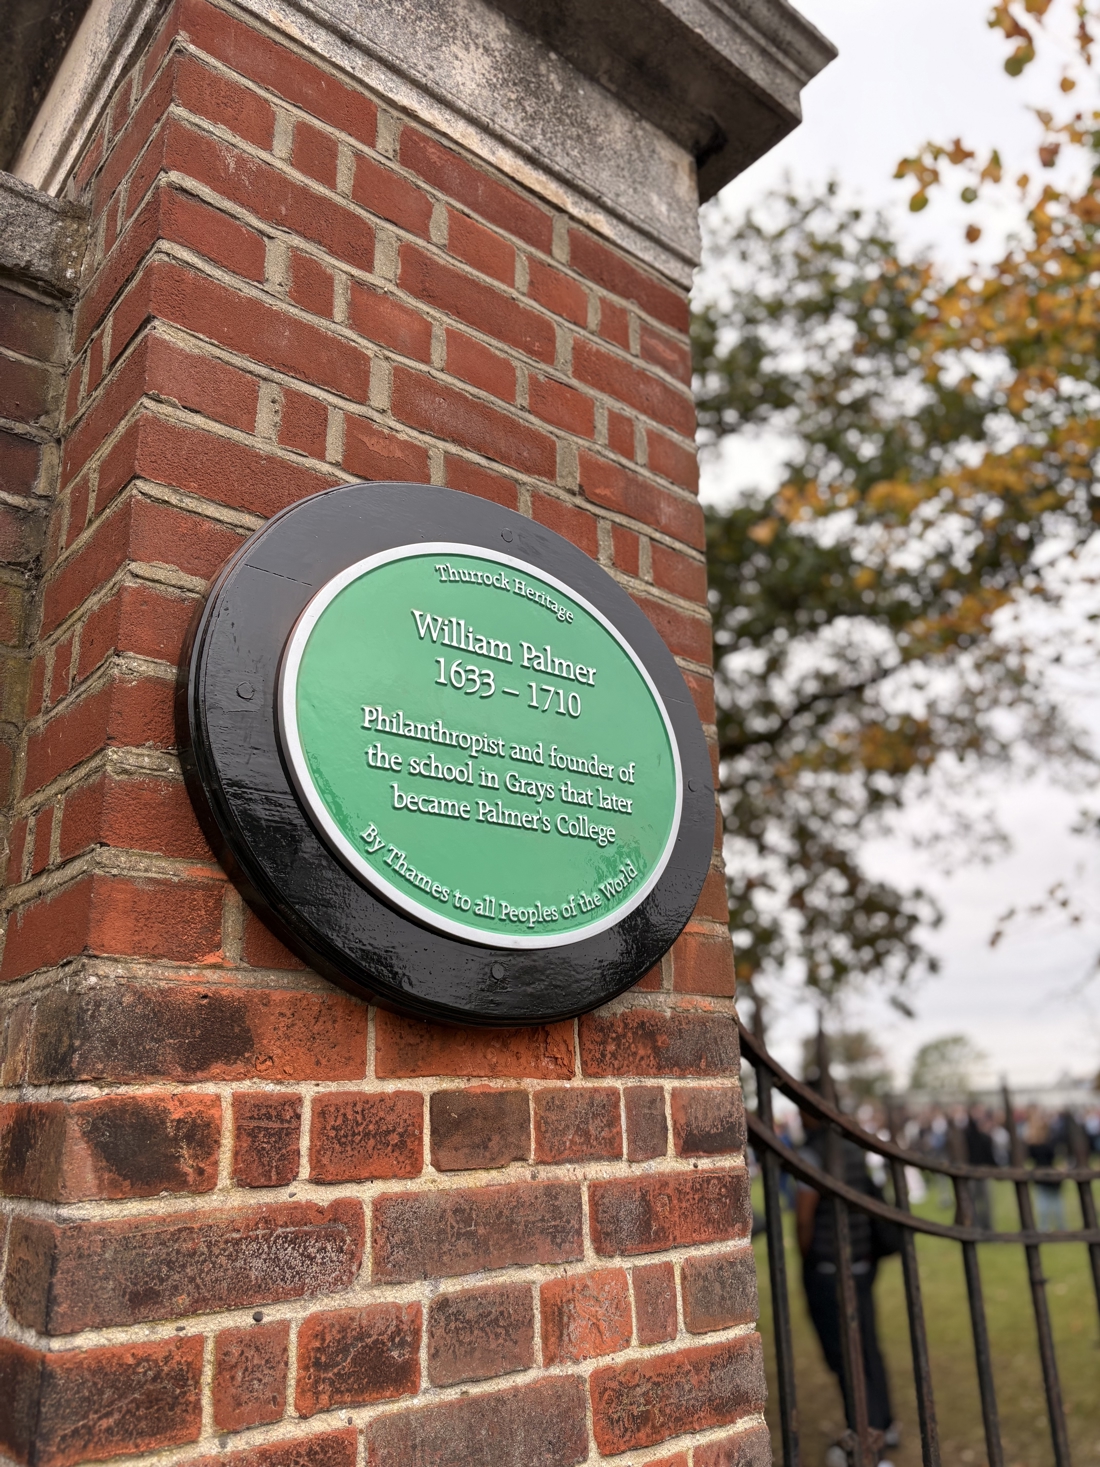 Thurrock Heritage
William Palmer
1633 – 1710
Philanthropist and founder of
the school in Grays that later
became Palmer's College
By Thames to all Peoples of the World